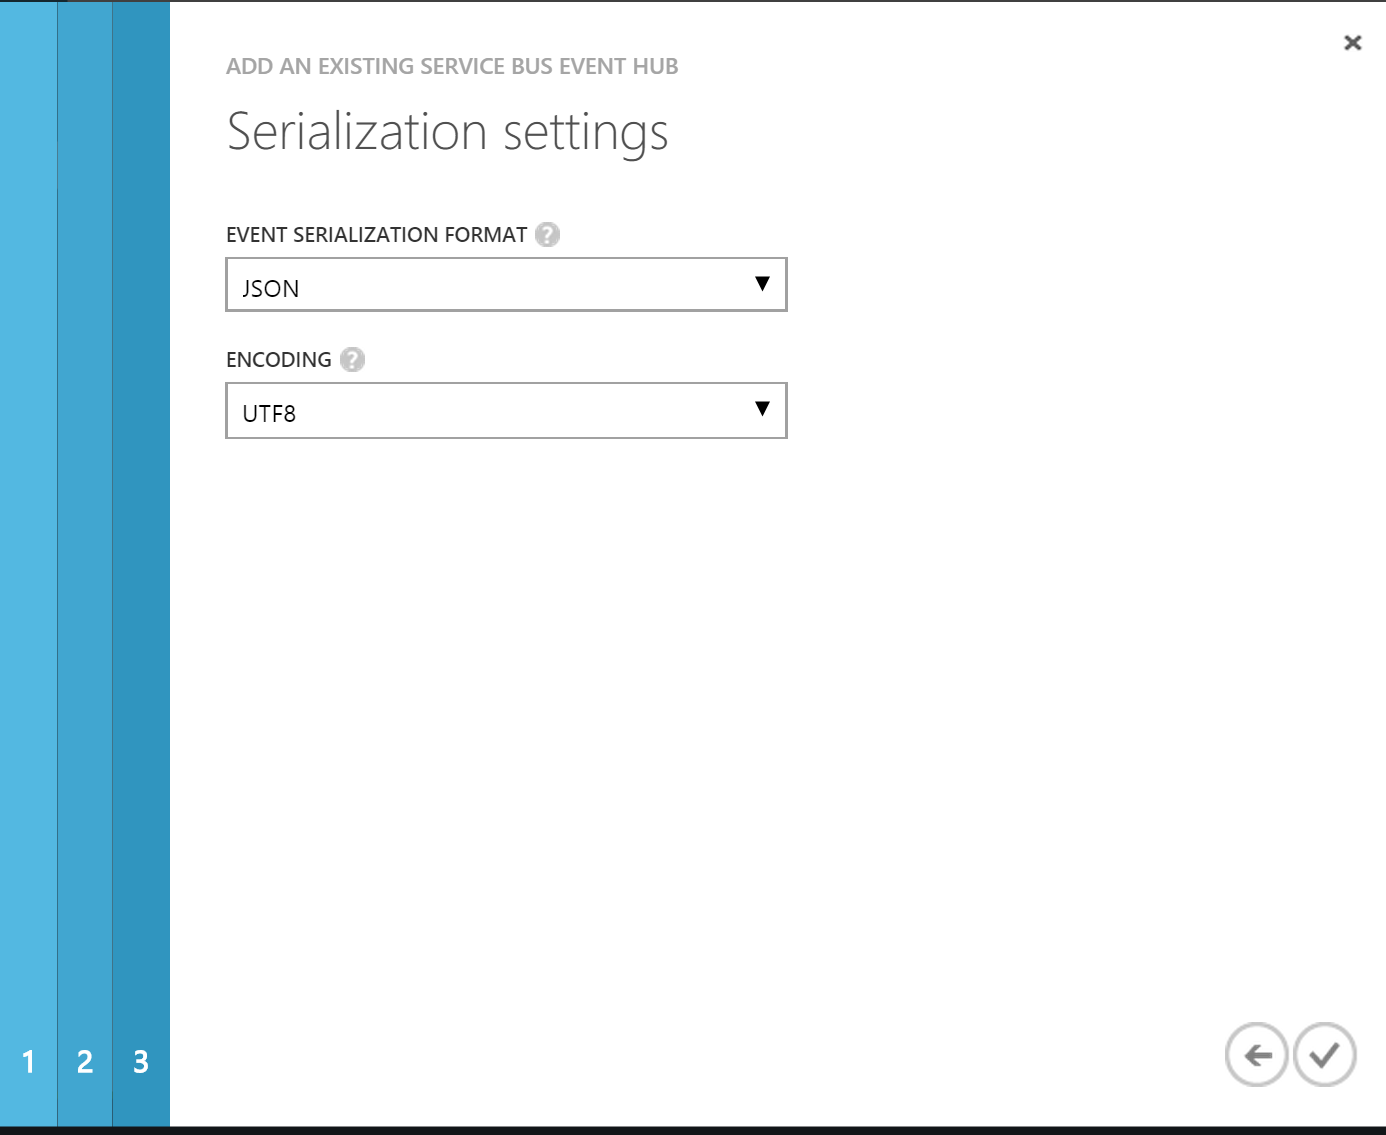 ADD AN EXISTING SERVICE BUS EVENT HUB
Serialization settings
EVENT SERIALIZATION FORMAT ?
JSON
ENCODING ?
UTF8
1 2 3